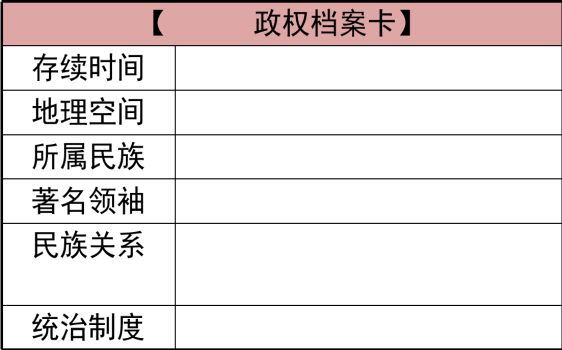 【      政权档案卡】
存续时间
地理空间
所属民族
著名领袖
民族关系
统治制度